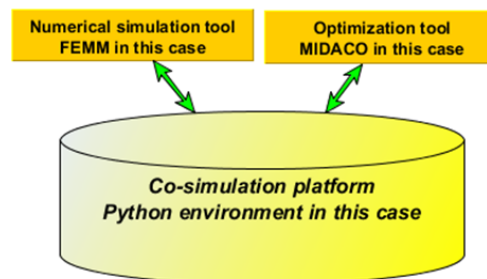 Numerical simulation tool
FEMM in this case
Optimization tool
MIDACO in this case
Co-simulation platform
Python environment in this case